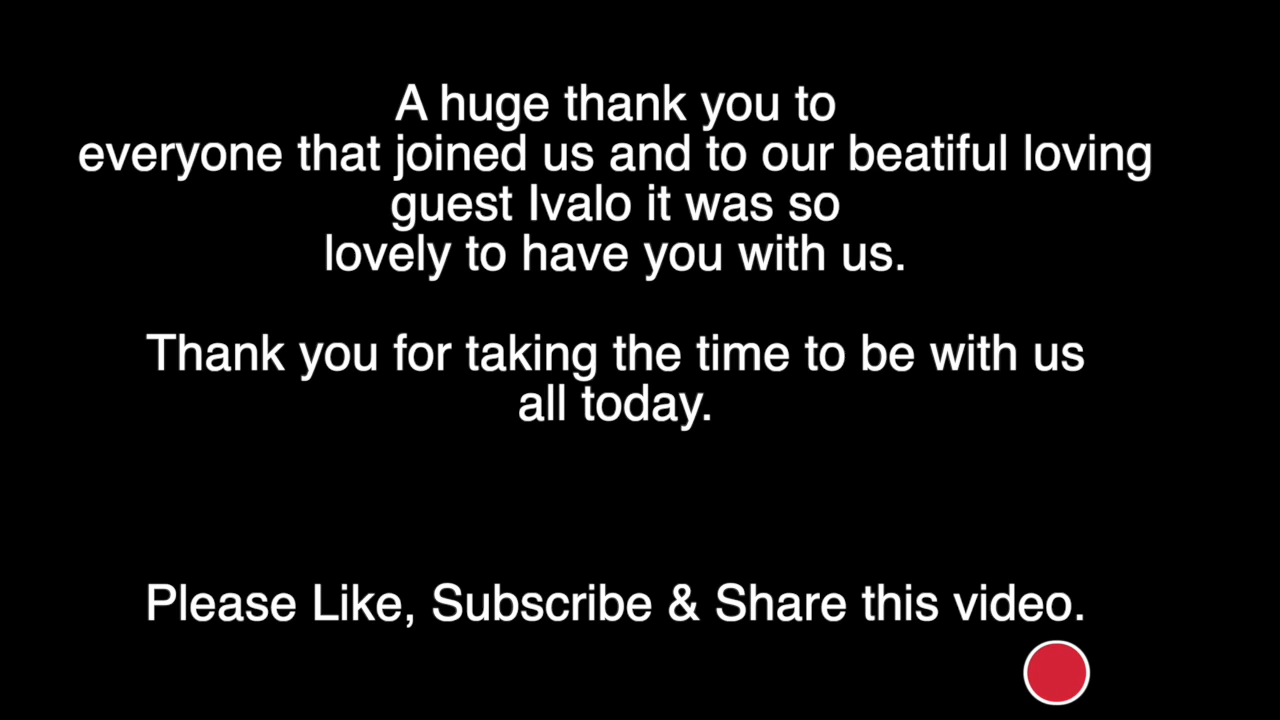 A huge thank you to
everyone that joined us and to our beatiful loving
guest Ivalo it was so
lovely to have you with us.
Thank you for taking the time to be with us
all today.
Please Like, Subscribe & Share this video.